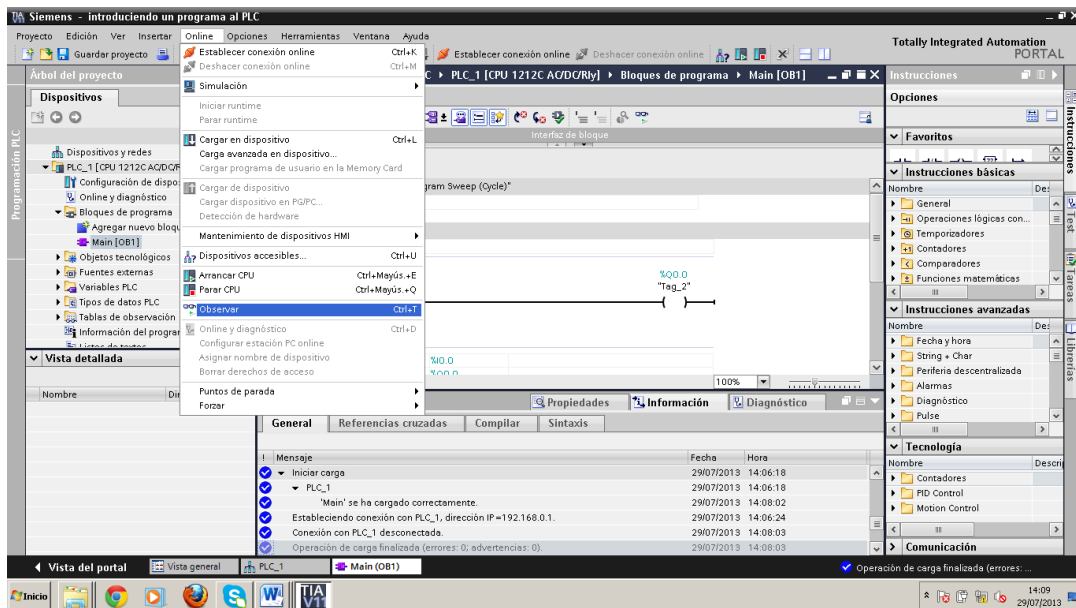 Siemens - introduciendo un programa al PLC
Proyecto Edición Ver Insertar Online Opciones Herramientas Ventana Ayuda
Totally Integrated Automation
PORTAL
Guardar proyecto
Establecer conexión online
Deshacer conexión online
Establecer conexión online Ctrl+K
Deshacer conexión online Ctrl+M
Simulación
Iniciar runtime
Parar runtime
Cargar en dispositivo Ctrl+L
Carga avanzada en dispositivo...
Cargar programa de usuario en la Memory Card
Cargar de dispositivo
Cargar dispositivo en PG/PC...
Detección de hardware
Mantenimiento de dispositivos HMI
Dispositivos accesibles... Ctrl+U
Arrancar CPU Ctrl+Mayús.+E
Parar CPU Ctrl+Mayús.+Q
Observar Ctrl+T
Online y diagnóstico Ctrl+D
Configurar estación PC online
Asignar nombre de dispositivo
Borrar derechos de acceso
Puntos de parada
Forzar
Árbol del proyecto
Dispositivos
Programación PLC
Dispositivos y redes
PLC_1 [CPU 1212C AC/DC/R
Configuración de dispo
Online y diagnóstico
Bloques de programa
Agregar nuevo bloqu
Main [OB1]
Objetos tecnológicos
Fuentes externas
Variables PLC
Tipos de datos PLC
Tablas de observación
Información del progra
Listas de textos
Vista detallada
Nombre
C PLC_1 [CPU 1212C AC/DC/Rly] Bloques de programa Main [OB1]
Interfaz de bloque
gram Sweep (Cycle)"
%Q0.0
"Tag_2"
%I0.0
%Q0.0
100%
Propiedades Información Diagnóstico
General Referencias cruzadas Compilar Sintaxis
! Mensaje Fecha Hora
Iniciar carga 29/07/2013 14:06:18
PLC_1 29/07/2013 14:06:18
'Main' se ha cargado correctamente. 29/07/2013 14:08:02
Estableciendo conexión con PLC_1, dirección IP=192.168.0.1. 29/07/2013 14:06:24
Conexión con PLC_1 desconectada. 29/07/2013 14:08:03
Operación de carga finalizada (errores: 0; advertencias: 0). 29/07/2013 14:08:03
Instrucciones
Opciones
Favoritos
Instrucciones básicas
Nombre
General
Operaciones lógicas con...
Temporizadores
Contadores
Comparadores
Funciones matemáticas
Instrucciones avanzadas
Nombre
Fecha y hora
String + Char
Periferia descentralizada
Alarmas
Diagnóstico
Pulse
Tecnología
Nombre Descri
Contadores
PID Control
Motion Control
Comunicación
Instrucciones
Test
Tareas
Librerías
Vista del portal
Vista general
PLC_1
Main (OB1)
Operación de carga finalizada (errores: ...
Inicio
TIA
V11
14:09
29/07/2013